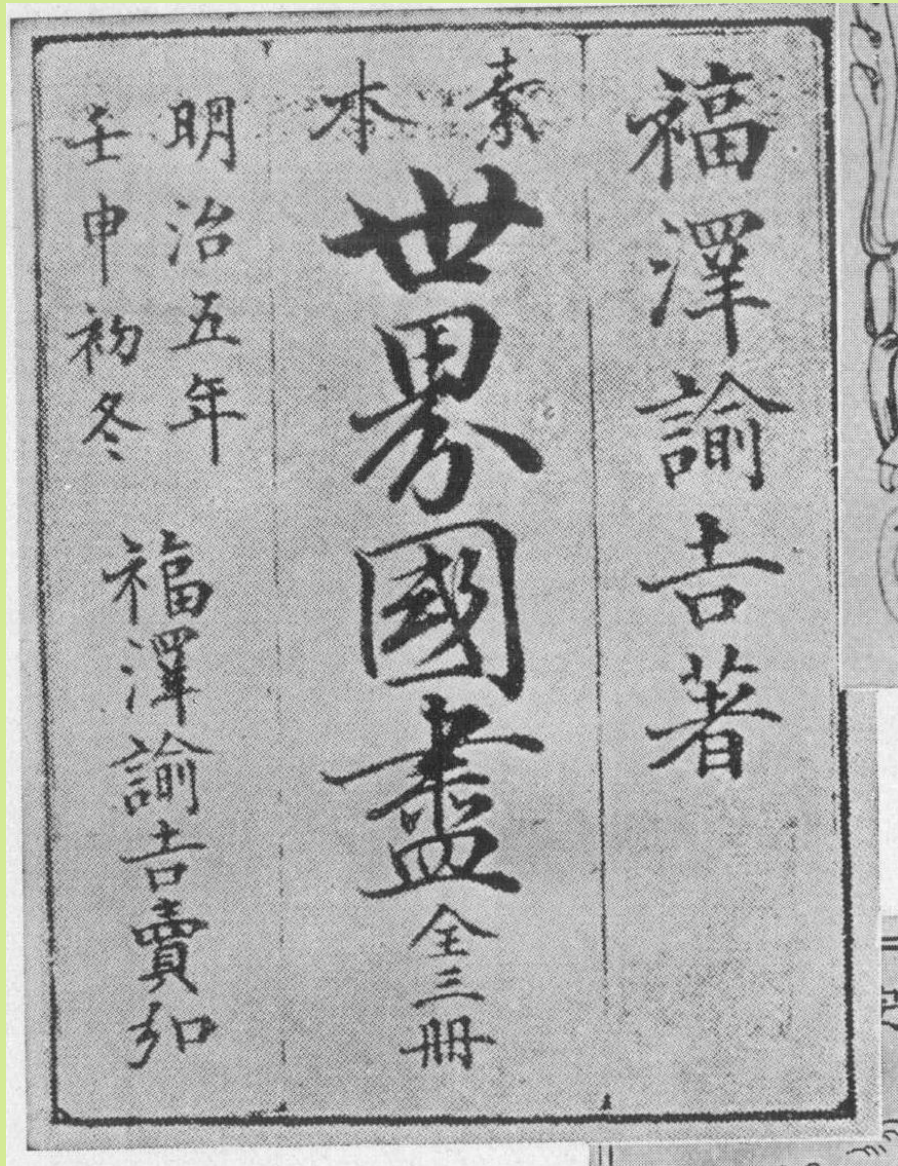 福澤諭吉著
素本
世界國盡 全三冊
明治五年
壬申初冬
福澤諭吉賣弘